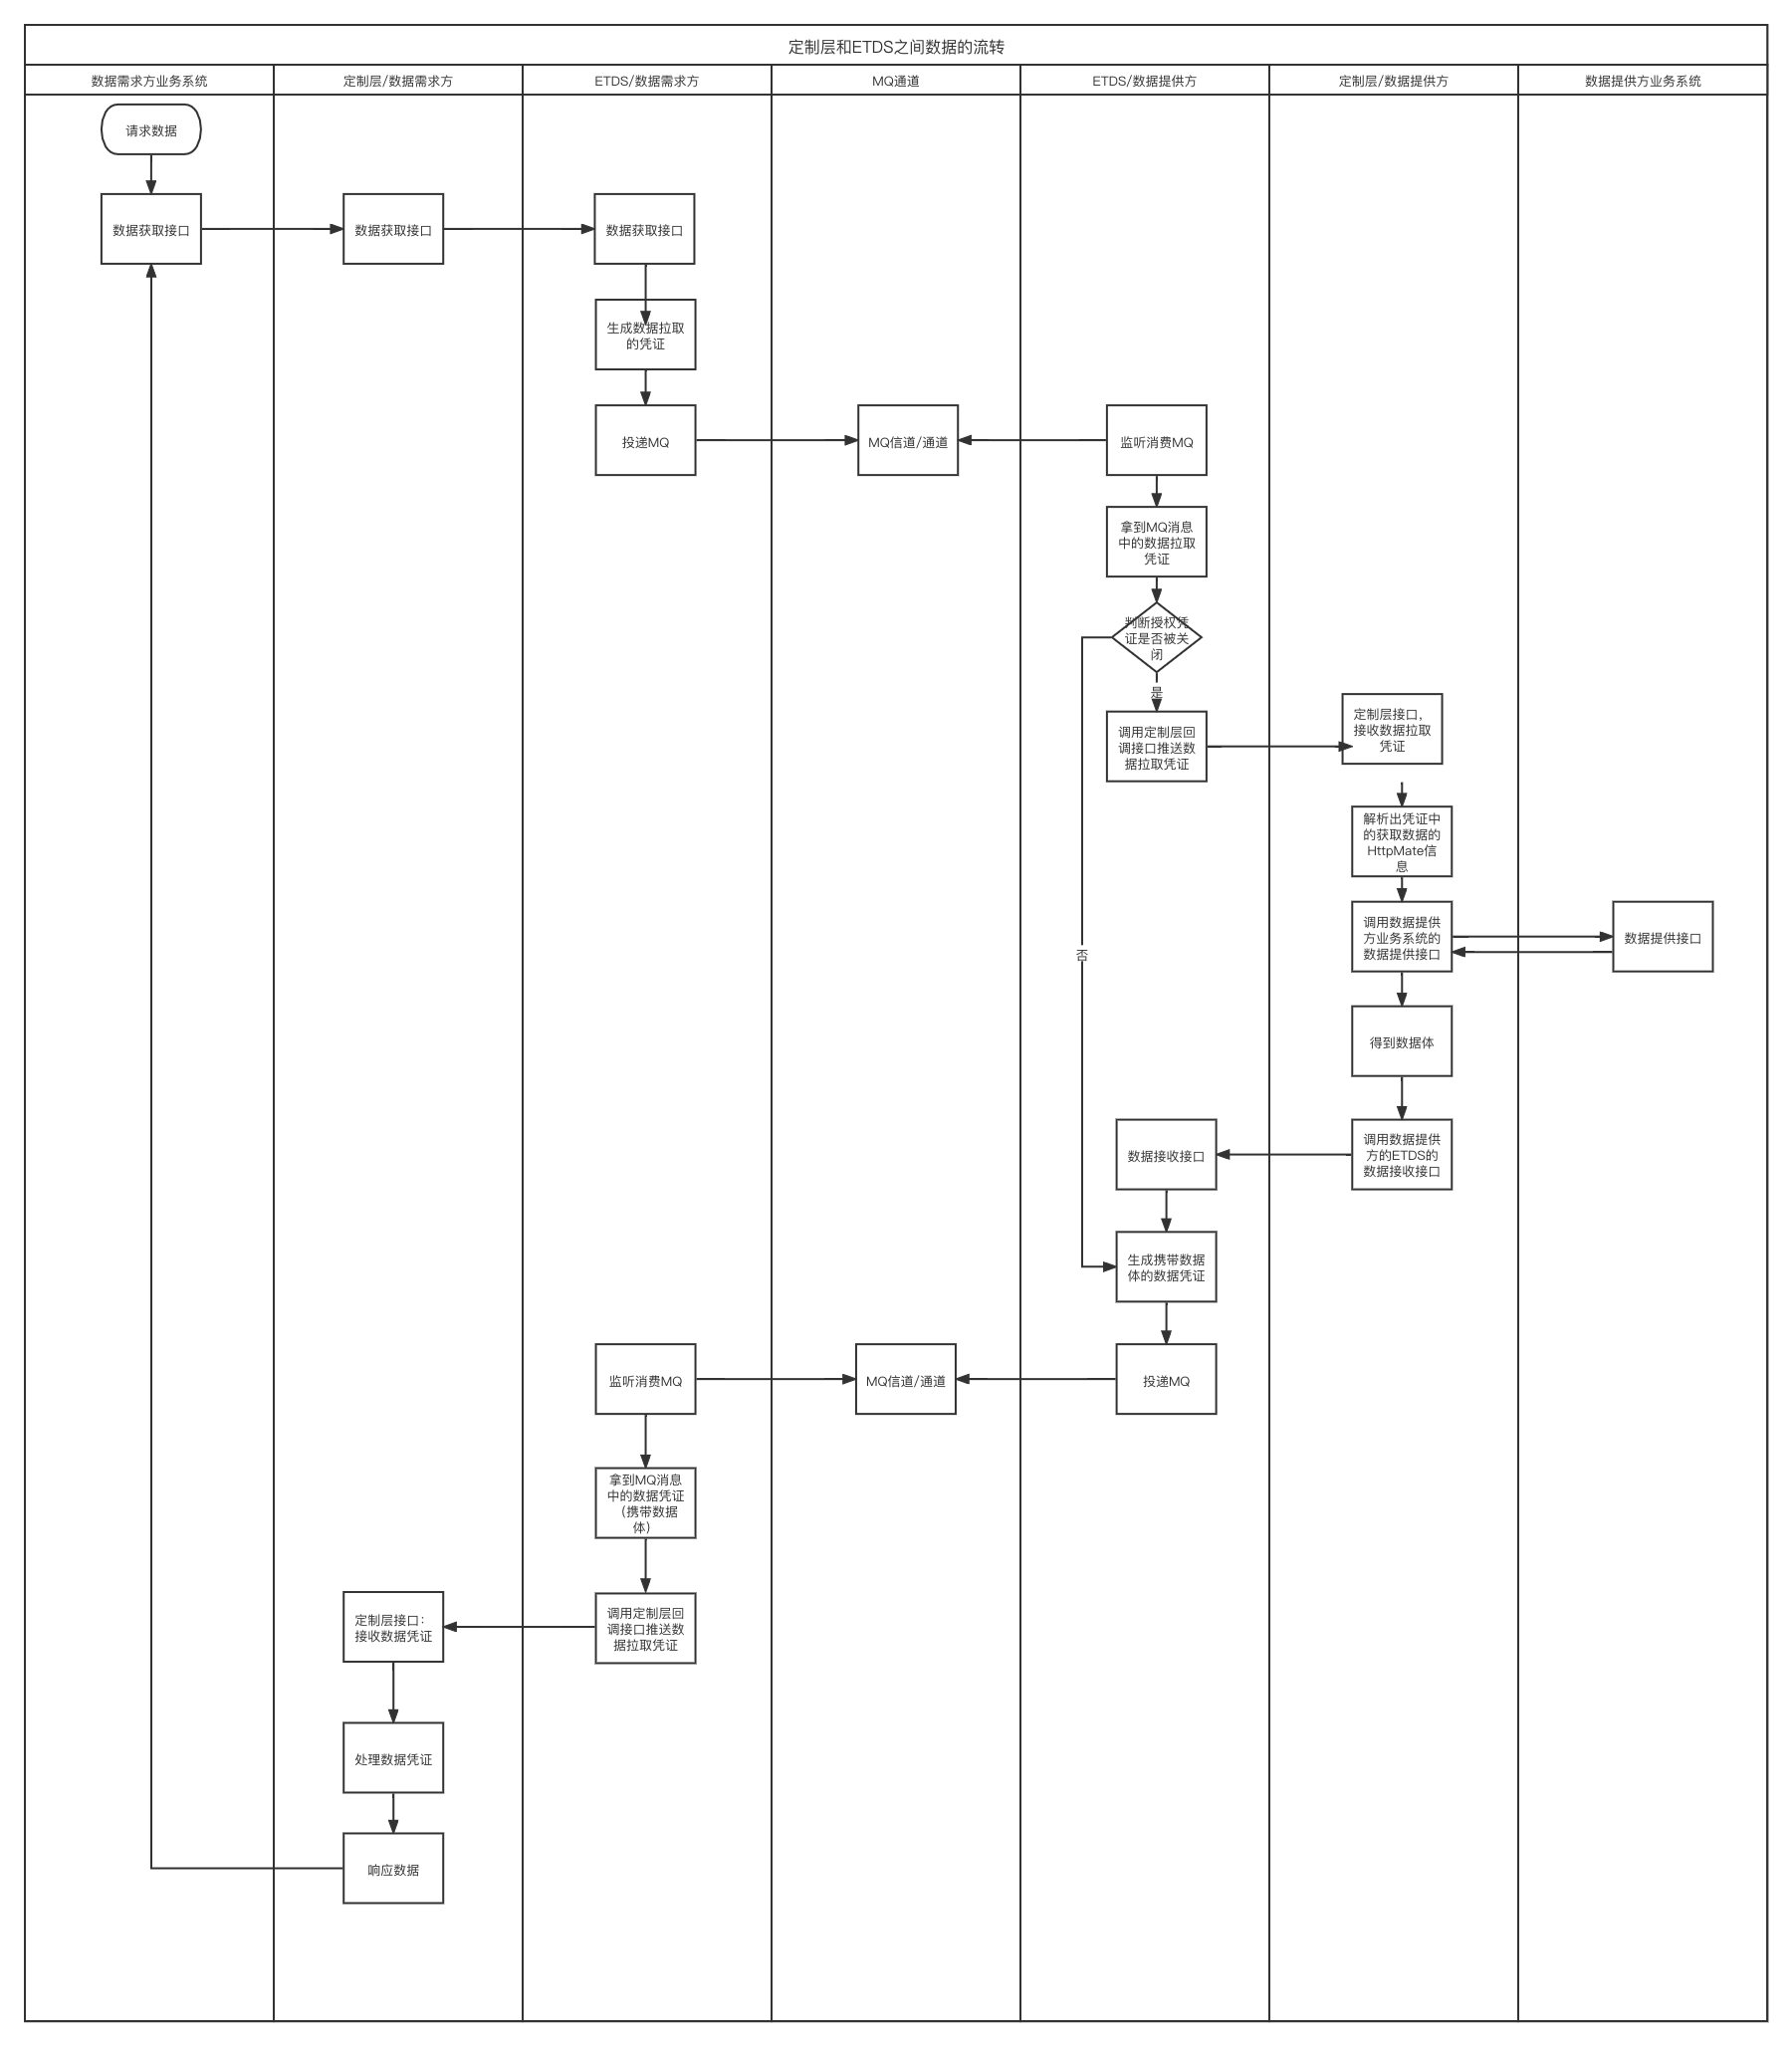 定制层和ETDS之间数据的流转
数据需求方业务系统
定制层/数据需求方
ETDS/数据需求方
MQ通道
ETDS/数据提供方
定制层/数据提供方
数据提供方业务系统
请求数据
数据获取接口
数据获取接口
数据获取接口
生成数据拉取
的凭证
投递MQ
MQ信道/通道
监听消费MQ
拿到MQ消息
中的数据拉取
凭证
判断授权凭
证是否被关
闭
是
调用定制层回
调接口推送数
据拉取凭证
定制层接口，
接收数据拉取
凭证
解析出凭证中
的获取数据的
HttpMate信
息
调用数据提供
方业务系统的
数据提供接口
数据提供接口
否
得到数据体
调用数据提供
方的ETDS的
数据接收接口
数据接收接口
生成携带数据
体的数据凭证
监听消费MQ
MQ信道/通道
投递MQ
拿到MQ消息
中的数据凭证
（携带数据
体）
调用定制层回
调接口推送数
据拉取凭证
定制层接口：
接收数据凭证
处理数据凭证
响应数据